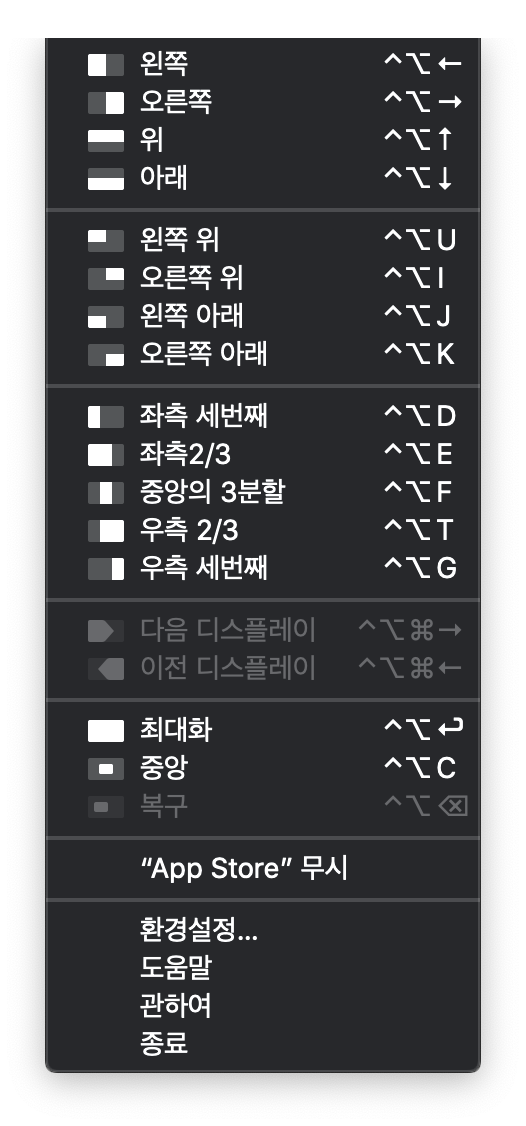 왼쪽 ^⌥←
오른쪽 ^⌥→
위 ^⌥↑
아래 ^⌥↓
왼쪽 위 ^⌥U
오른쪽 위 ^⌥I
왼쪽 아래 ^⌥J
오른쪽 아래 ^⌥K
좌측 세번째 ^⌥D
좌측2/3 ^⌥E
중앙의 3분할 ^⌥F
우측 2/3 ^⌥T
우측 세번째 ^⌥G
다음 디스플레이 ^⌥⌘→
이전 디스플레이 ^⌥⌘←
최대화 ^⌥↩
중앙 ^⌥C
복구 ^⌥⌫
“App Store” 무시
환경설정...
도움말
관하여
종료